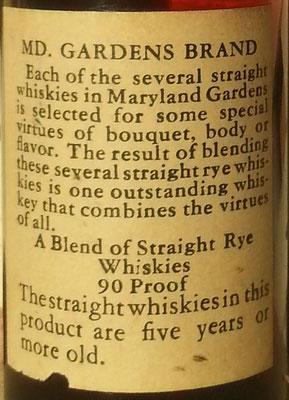 MD. GARDENS BRAND
Each of the several straight
whiskies in Maryland Gardens
is selected for some special
virtues of bouquet, body or
flavor. The result of blending
these several straight rye whis-
kies is one outstanding whis-
key that combines the virtues
of all.
A Blend of Straight Rye
Whiskies
90 Proof
The straight whiskies in this
product are five years or
more old.